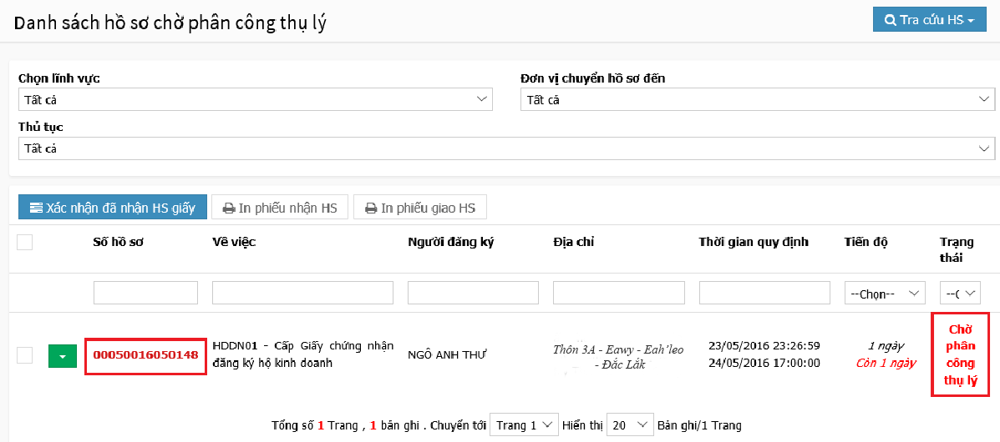 Danh sách hồ sơ chờ phân công thụ lý
Tra cứu HS
Chọn lĩnh vực
Đơn vị chuyển hồ sơ đến
Tất cả
Tất cả
Thủ tục
Tất cả
Xác nhận đã nhận HS giấy
In phiếu nhận HS
In phiếu giao HS
Số hồ sơ
Về việc
Người đăng ký
Địa chỉ
Thời gian quy định
Tiến độ
Trạng
thái
--Chọn--
--C
00050016050148
HDDN01 - Cấp Giấy chứng nhận
đăng ký hộ kinh doanh
NGÔ ANH THƯ
Thôn 3A - Eawy - Eah'leo
- Đắc Lắk
23/05/2016 23:26:59
24/05/2016 17:00:00
1 ngày
Còn 1 ngày
Chờ
phân
công
thụ lý
Tổng số 1 Trang , 1 bản ghi . Chuyển tới Trang 1 Hiển thị 20 Bản ghi/1 Trang